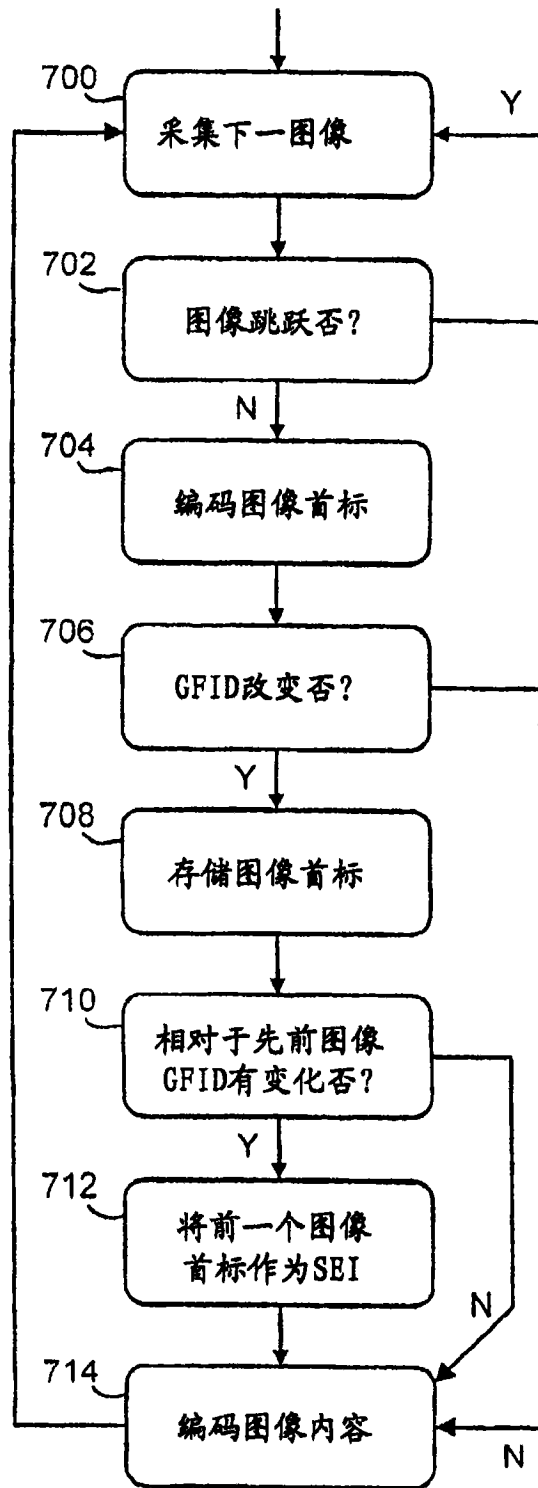 700
采集下一图像
Y
702
图像跳跃否?
N
704
编码图像首标
706
GFID改变否?
Y
708
存储图像首标
710
相对于先前图像
GFID有变化否?
Y
712
将前一个图像
首标作为SEI
N
714
编码图像内容
N